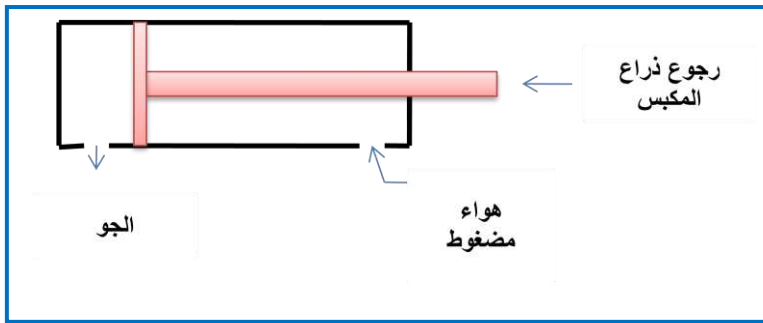 رجوع ذراع
المكبس
هواء
مضغوط
الجو